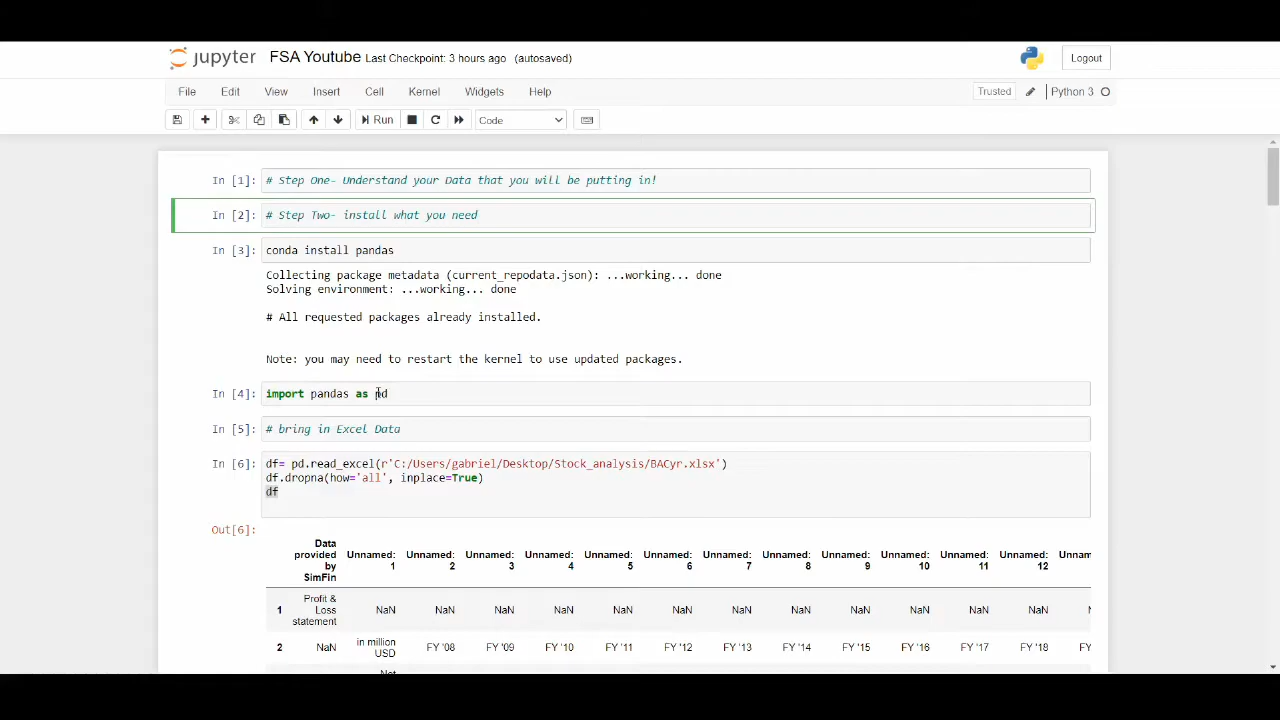 jupyter FSA Youtube Last Checkpoint: 3 hours ago (autosaved) Logout
File Edit View Insert Cell Kernel Widgets Help Trusted Python 3
Run Code
In [1]: # Step One- Understand your Data that you will be putting in!
In [2]: # Step Two- install what you need
In [3]: conda install pandas
Collecting package metadata (current_repodata.json): ...working... done
Solving environment: ...working... done
# All requested packages already installed.
Note: you may need to restart the kernel to use updated packages.
In [4]: import pandas as pd
In [5]: # bring in Excel Data
In [6]: df= pd.read_excel(r'C:/Users/gabriel/Desktop/Stock_analysis/BACyr.xlsx')
df.dropna(how='all', inplace=True)
df
Out[6]:
Data
provided Unnamed: Unnamed: Unnamed: Unnamed: Unnamed: Unnamed: Unnamed: Unnamed: Unnamed: Unnamed: Unnamed: Unnamed: Unnam
by 1 2 3 4 5 6 7 8 9 10 11 12
SimFin
Profit &
1 Loss NaN NaN NaN NaN NaN NaN NaN NaN NaN NaN NaN NaN
statement
2 NaN in million USD FY '08 FY '09 FY '10 FY '11 FY '12 FY '13 FY '14 FY '15 FY '16 FY '17 FY '18 FY
Net